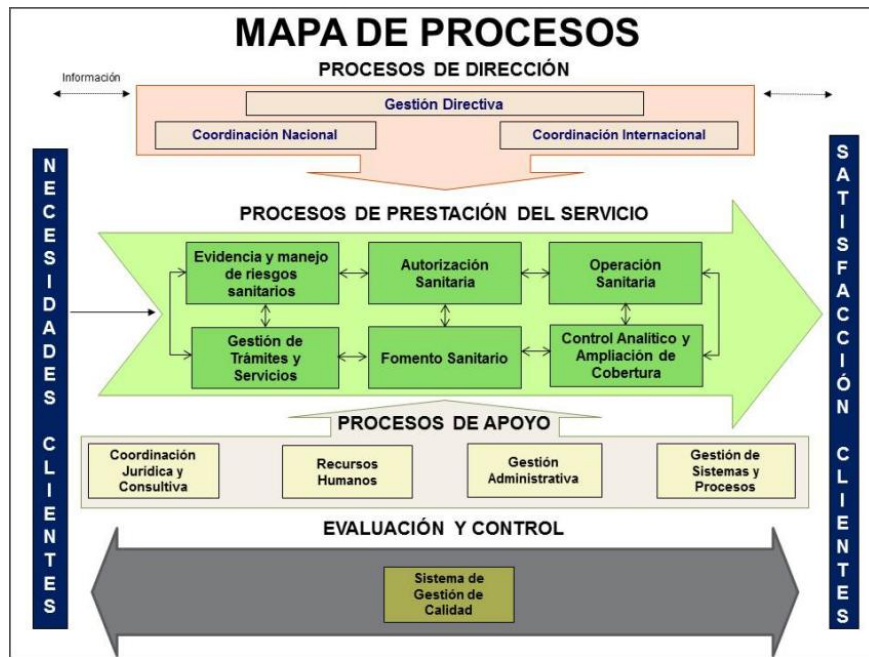 MAPA DE PROCESOS
PROCESOS DE DIRECCIÓN
Información
Gestión Directiva
Coordinación Nacional
Coordinación Internacional
NECESIDADES CLIENTES
SATISFACCIÓN CLIENTES
PROCESOS DE PRESTACIÓN DEL SERVICIO
Evidencia y manejo
de riesgos
sanitarios
Autorización
Sanitaria
Operación
Sanitaria
Gestión de
Trámites y
Servicios
Fomento Sanitario
Control Analítico y
Ampliación de
Cobertura
PROCESOS DE APOYO
Coordinación
Jurídica y
Consultiva
Recursos
Humanos
Gestión
Administrativa
Gestión de
Sistemas y
Procesos
EVALUACIÓN Y CONTROL
Sistema de
Gestión de
Calidad